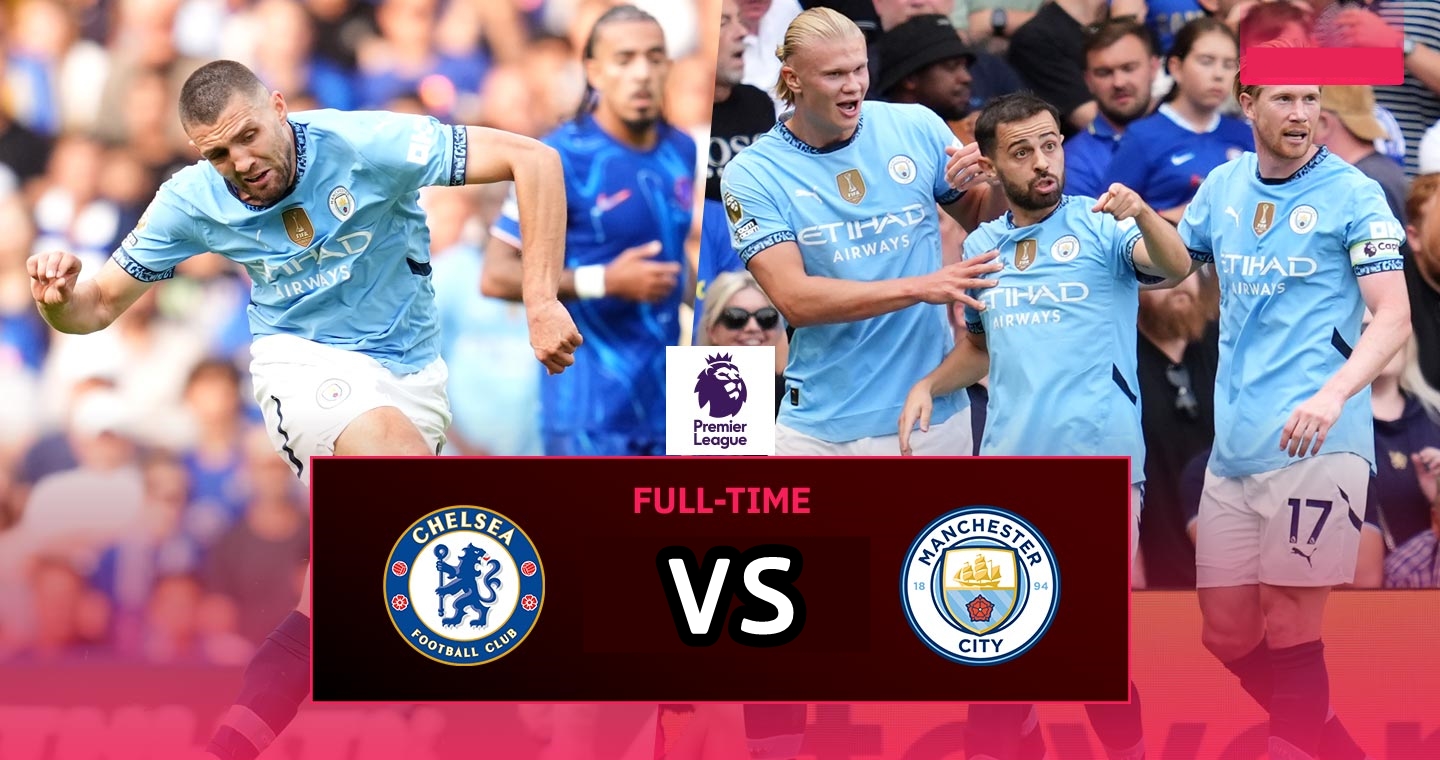 ETIHAD
AIRWAYS
ETIHAD
AIRWAYS
ETIHAD
AIRWAYS
ETIHAD
AIRWAYS
17
Premier
League
FULL-TIME
CHELSEA
FOOTBALL CLUB
VS
MANCHESTER
18 94
CITY